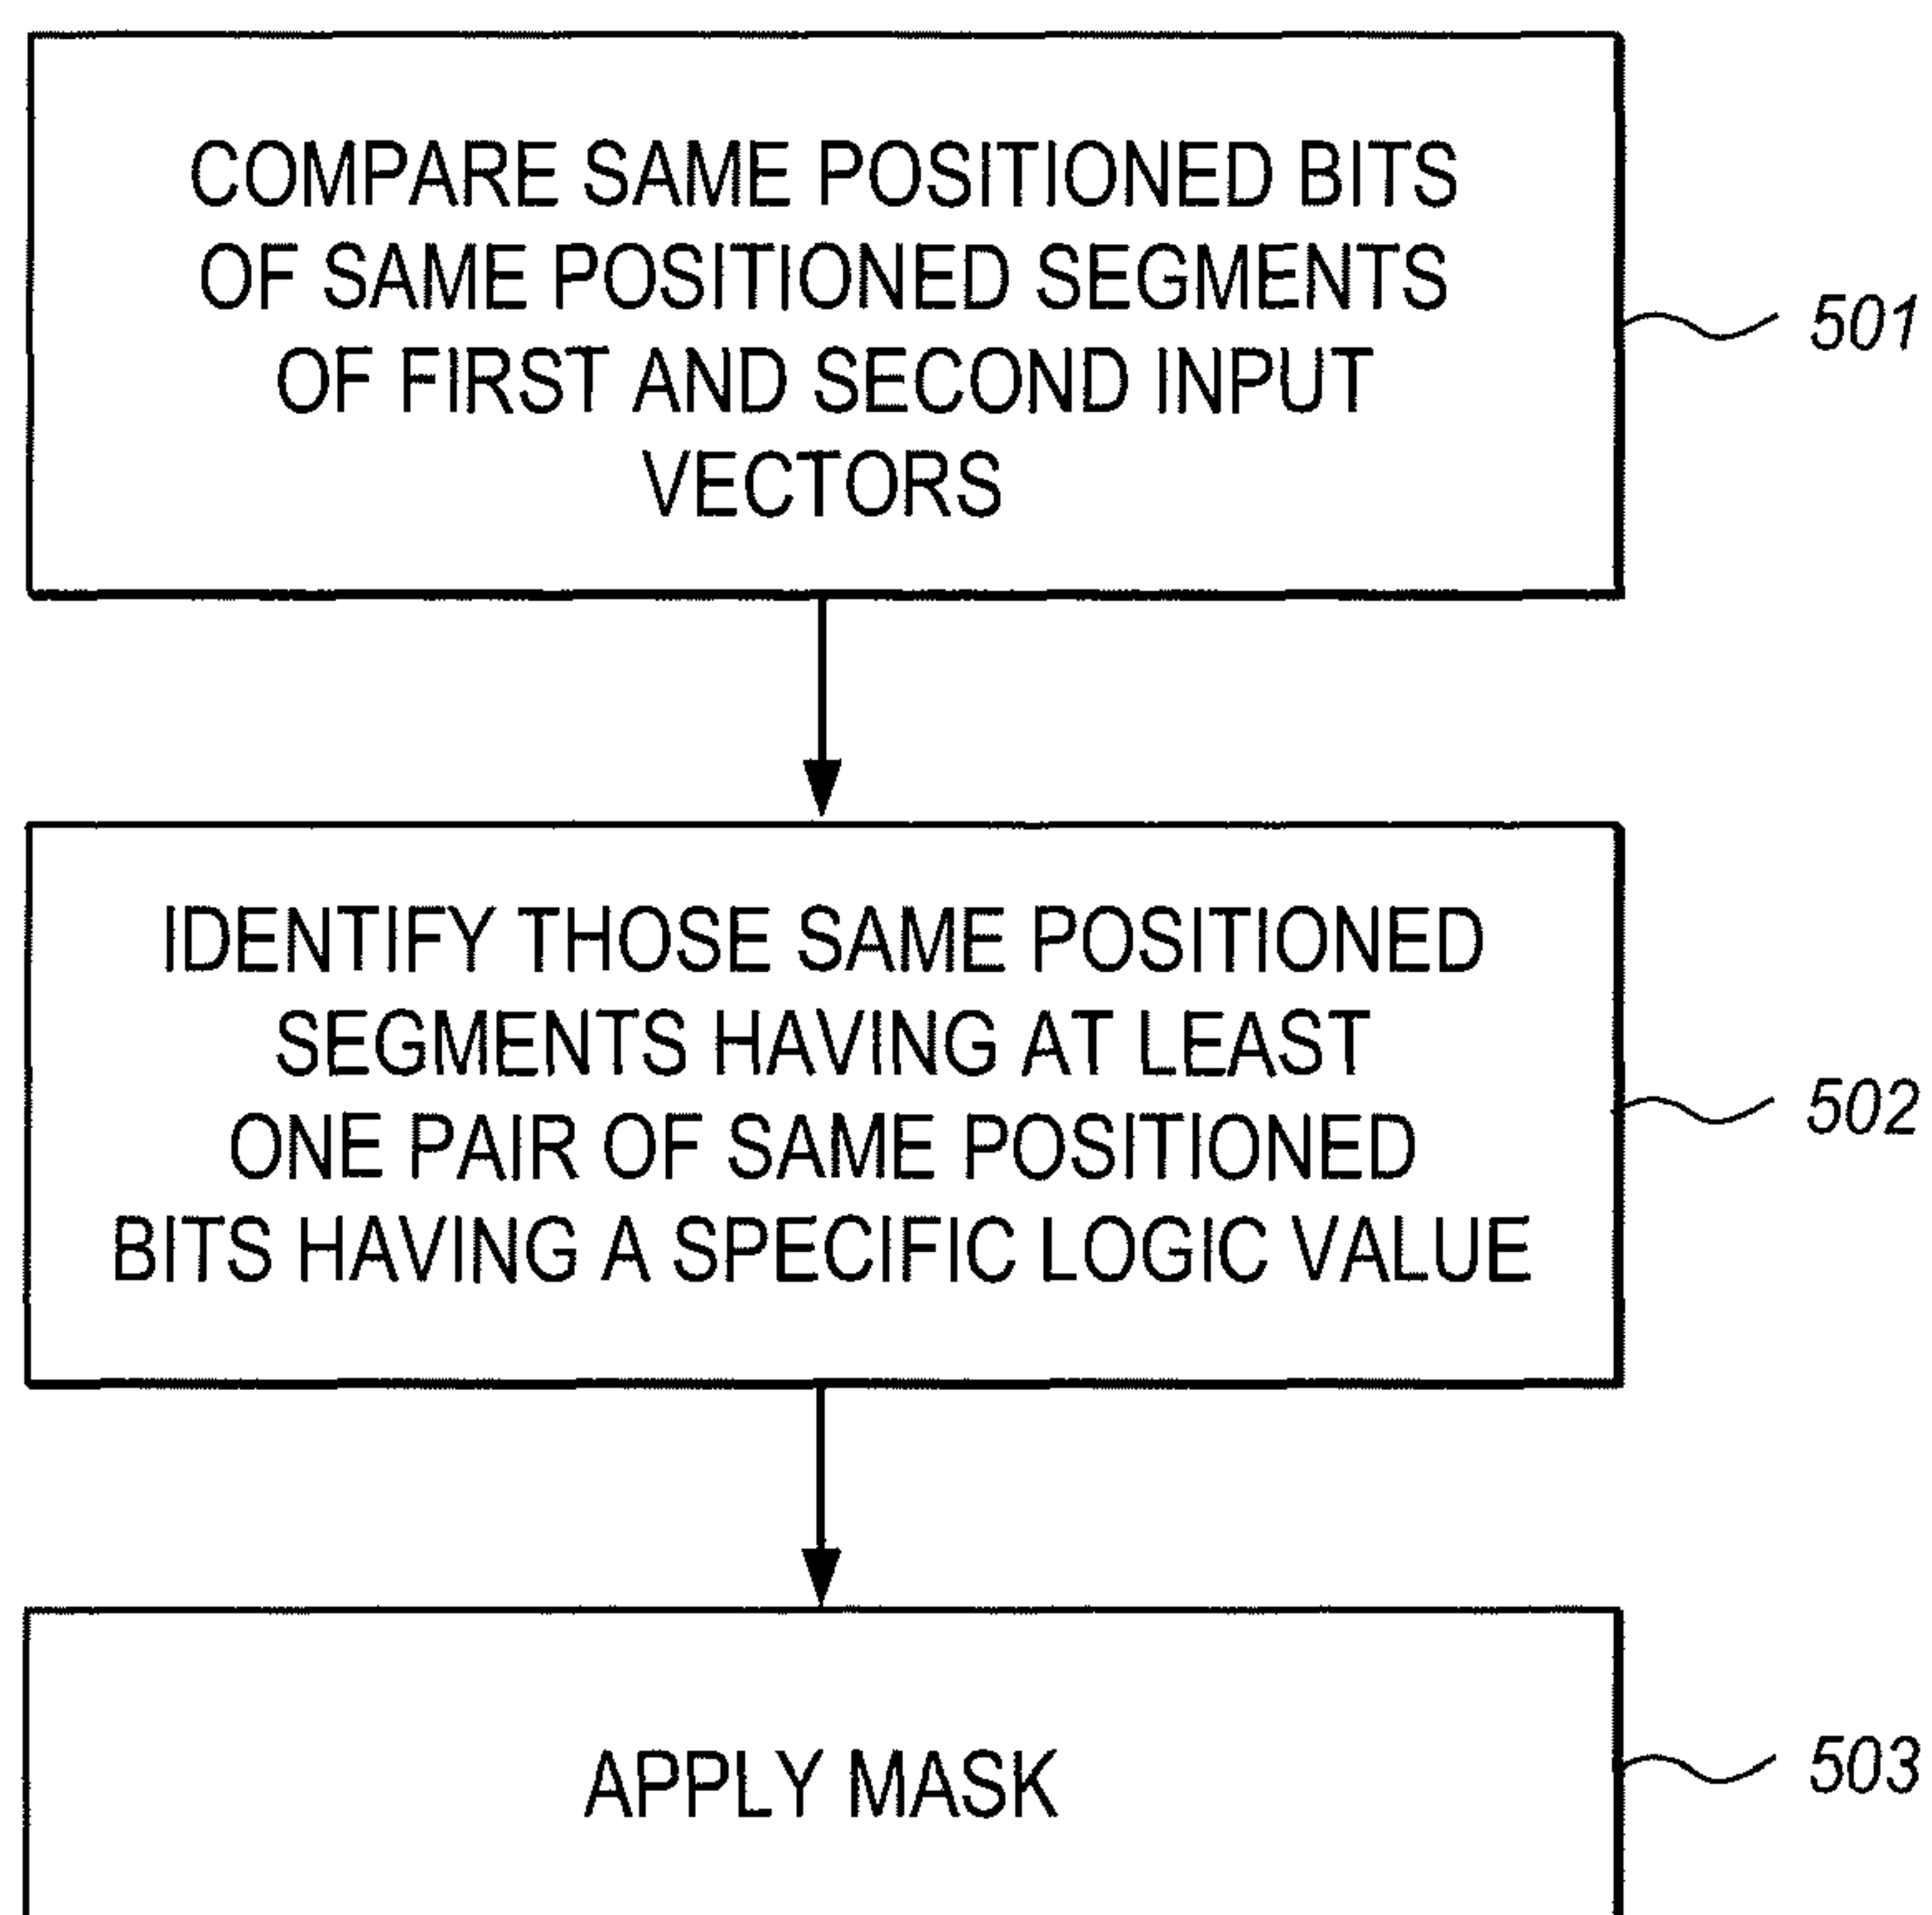 COMPARE SAME POSITIONED BITS
OF SAME POSITIONED SEGMENTS
OF FIRST AND SECOND INPUT
VECTORS
501
IDENTIFY THOSE SAME POSITIONED
SEGMENTS HAVING AT LEAST
ONE PAIR OF SAME POSITIONED
BITS HAVING A SPECIFIC LOGIC VALUE
502
APPLY MASK
503